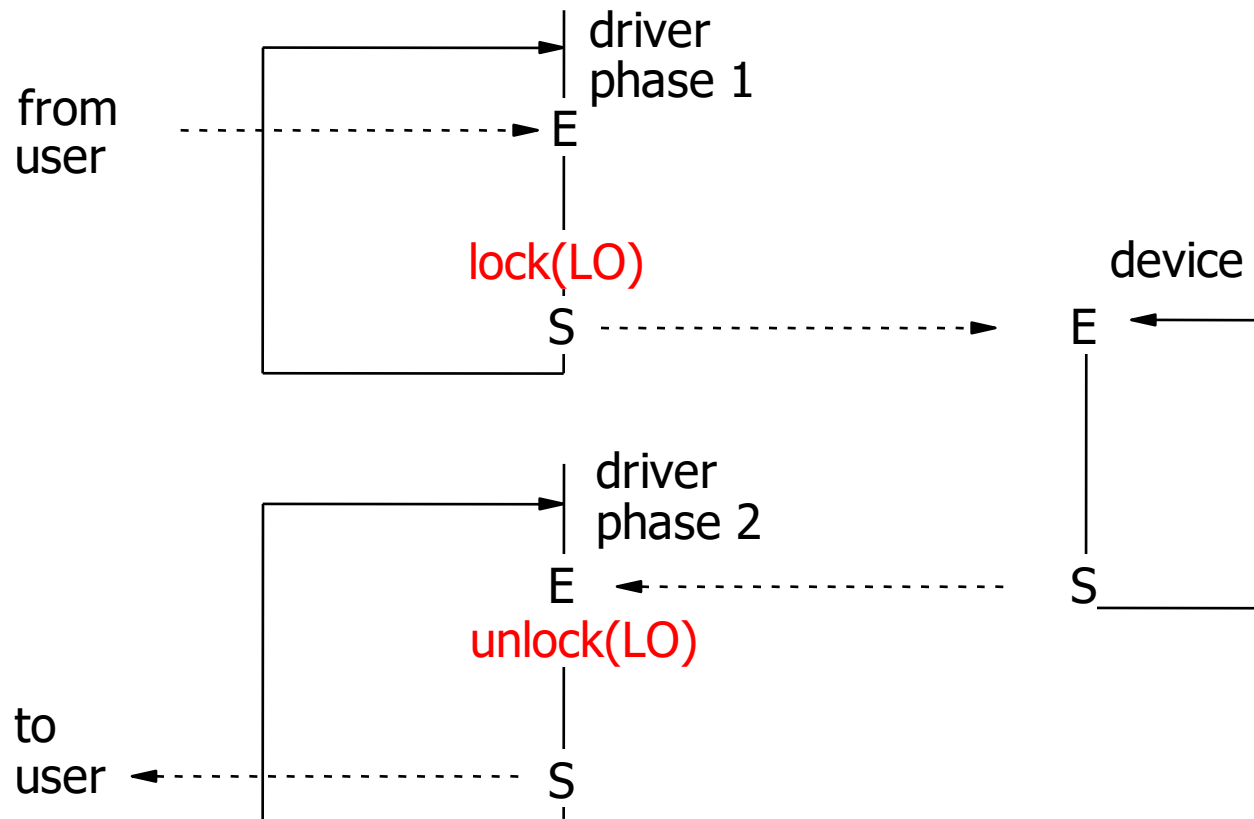 driver
phase 1
from
user
E
lock(LO)
S
device
E
driver
phase 2
E
S
unlock(LO)
to
user
S